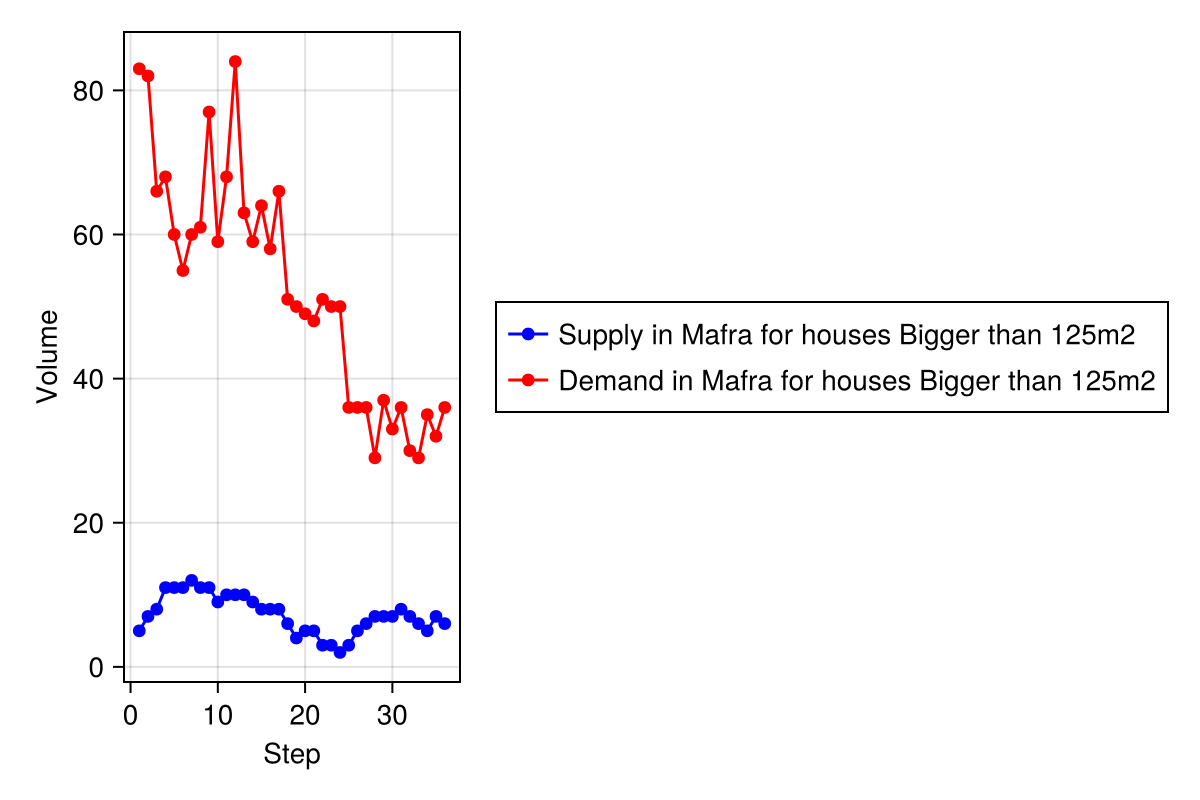 80
60
40
20
0
Volume
0 10 20 30
Step
Supply in Mafra for houses Bigger than 125m2
Demand in Mafra for houses Bigger than 125m2